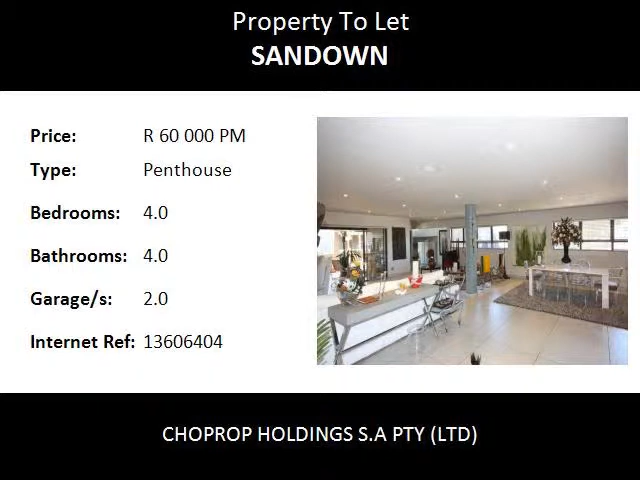 Property To Let
SANDOWN
Price: R 60 000 PM
Type: Penthouse
Bedrooms: 4.0
Bathrooms: 4.0
Garage/s: 2.0
Internet Ref: 13606404
CHOPROP HOLDINGS S.A PTY (LTD)